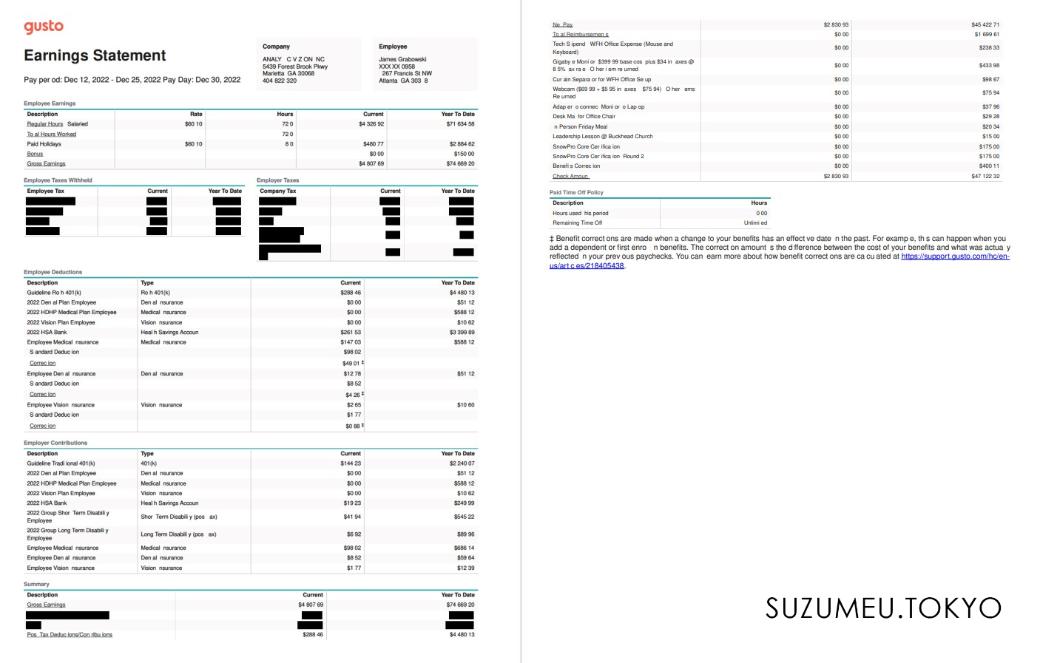 gusto
Earnings Statement
Pay per od: Dec 12, 2022 - Dec 25, 2022 Pay Day: Dec 30, 2022
Company
ANALY C V ZON NC
5439 Forest Brook Pkwy
Marietta GA 30068
404 822 320
Employee
James Grabowski
XXX XX 0958
267 Francis St NW
Atlanta GA 303 8
Employee Earnings
Description Rate Hours Current Year To Date
Regular Hours Salaried $60 10 72 0 $4 326 92 $71 634 58
To al Hours Worked 72 0
Paid Holidays $60 10 8 0 $480 77 $2 884 62
Bonus $0 00 $150 00
Gross Earnings $4 807 69 $74 669 20
Employee Taxes Withheld
Employee Tax Current Year To Date
Employer Taxes
Company Tax Current Year To Date
Employee Deductions
Description Type Current Year To Date
Guideline Ro h 401(k) Ro h 401(k) $288 46 $4 480 13
2022 Den al Plan Employee Medical nsurance $0 00 $51 12
2022 HDHP Medical Plan Employee Medical nsurance $0 00 $588 12
2022 Vision Plan Employee Vision nsurance $0 00 $10 62
2022 HSA Bank Heal h Savings Accoun $261 53 $3 399 89
Employee Medical nsurance Medical nsurance $147 03 $588 12
S andard Deduc ion $98 02
Correc ion $49 01 ‡
Employee Den al nsurance Den al nsurance $12 78 $51 12
S andard Deduc ion $8 52
Correc ion $4 26 ‡
Employee Vision nsurance Vision nsurance $2 65 $10 60
S andard Deduc ion $1 77
Correc ion $0 88 ‡
Employer Contributions
Description Type Current Year To Date
Guideline Tradi ional 401(k) 401(k) $144 23 $2 240 07
2022 Den al Plan Employee Den al nsurance $0 00 $51 12
2022 HDHP Medical Plan Employee Medical nsurance $0 00 $588 12
2022 Vision Plan Employee Vision nsurance $0 00 $10 62
2022 HSA Bank Heal h Savings Accoun $19 23 $249 99
2022 Group Shor Term Disabili y
Employee Shor Term Disabili y (pos ax) $41 94 $545 22
2022 Group Long Term Disabili y
Employee Long Term Disabili y (pos ax) $6 92 $89 96
Employee Medical nsurance Medical nsurance $98 02 $686 14
Employee Den al nsurance Den al nsurance $8 52 $59 64
Employee Vision nsurance Vision nsurance $1 77 $12 39
Summary
Description Current Year To Date
Gross Earnings $4 807 69 $74 669 20
Pos Tax Deduc ions/Con ribu ions $288 46 $4 480 13
Ne Pay $2 830 93 $45 422 71
To al Reimbursemen s $0 00 $1 699 61
Tech S ipend WFH Office Expense (Mouse and
Keyboard) $0 00 $238 33
Gigaby e Moni or $399 99 base cos plus $34 in axes @
8 5% ax ra e O her i em re urned $0 00 $433 98
Cur ain Separa or for WFH Office Se up $0 00 $98 67
Webcam ($69 99 + $5 95 in axes $75 94) O her ems
Re urned $0 00 $75 94
Adap er o connec Moni or o Lap op $0 00 $37 96
Desk Ma for Office Chair $0 00 $29 28
n Person Friday Meal $0 00 $20 34
Leadership Lesson @ Buckhead Church $0 00 $15 00
SnowPro Core Cer ifica ion $0 00 $175 00
SnowPro Core Cer ifica ion Round 2 $0 00 $175 00
Benefi s Correc ion $0 00 $400 11
Check Amoun $2 830 93 $47 122 32
Paid Time Off Policy
Description Hours
Hours used his period 0 00
Remaining Time Off Unlimi ed
‡ Benefit correct ons are made when a change to your benefits has an effect ve date n the past. For examp e, th s can happen when you
add a dependent or first enro n benefits. The correct on amount s the d fference between the cost of your benefits and what was actua y
reflected n your prev ous paychecks. You can earn more about how benefit correct ons are ca cu ated at https://support.gusto.com/hc/en-
us/art c es/218405438.
SUZUMEU.TOKYO